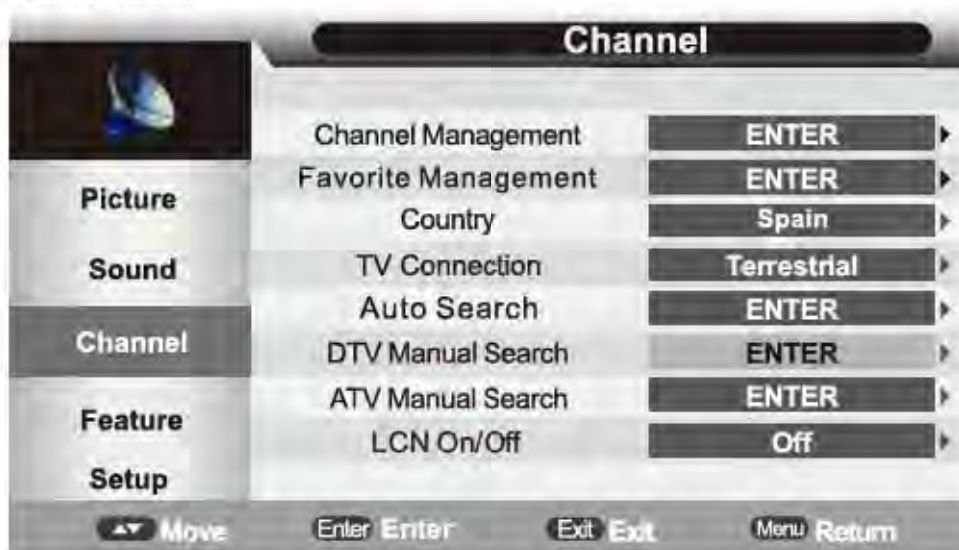 Channel
Channel Management ENTER
Favorite Management ENTER
Picture
Country Spain
Sound
TV Connection Terrestrial
Auto Search ENTER
Channel
DTV Manual Search ENTER
ATV Manual Search ENTER
Feature
LCN On/Off Off
Setup
Move Enter Enter Exit Exit Menu Return